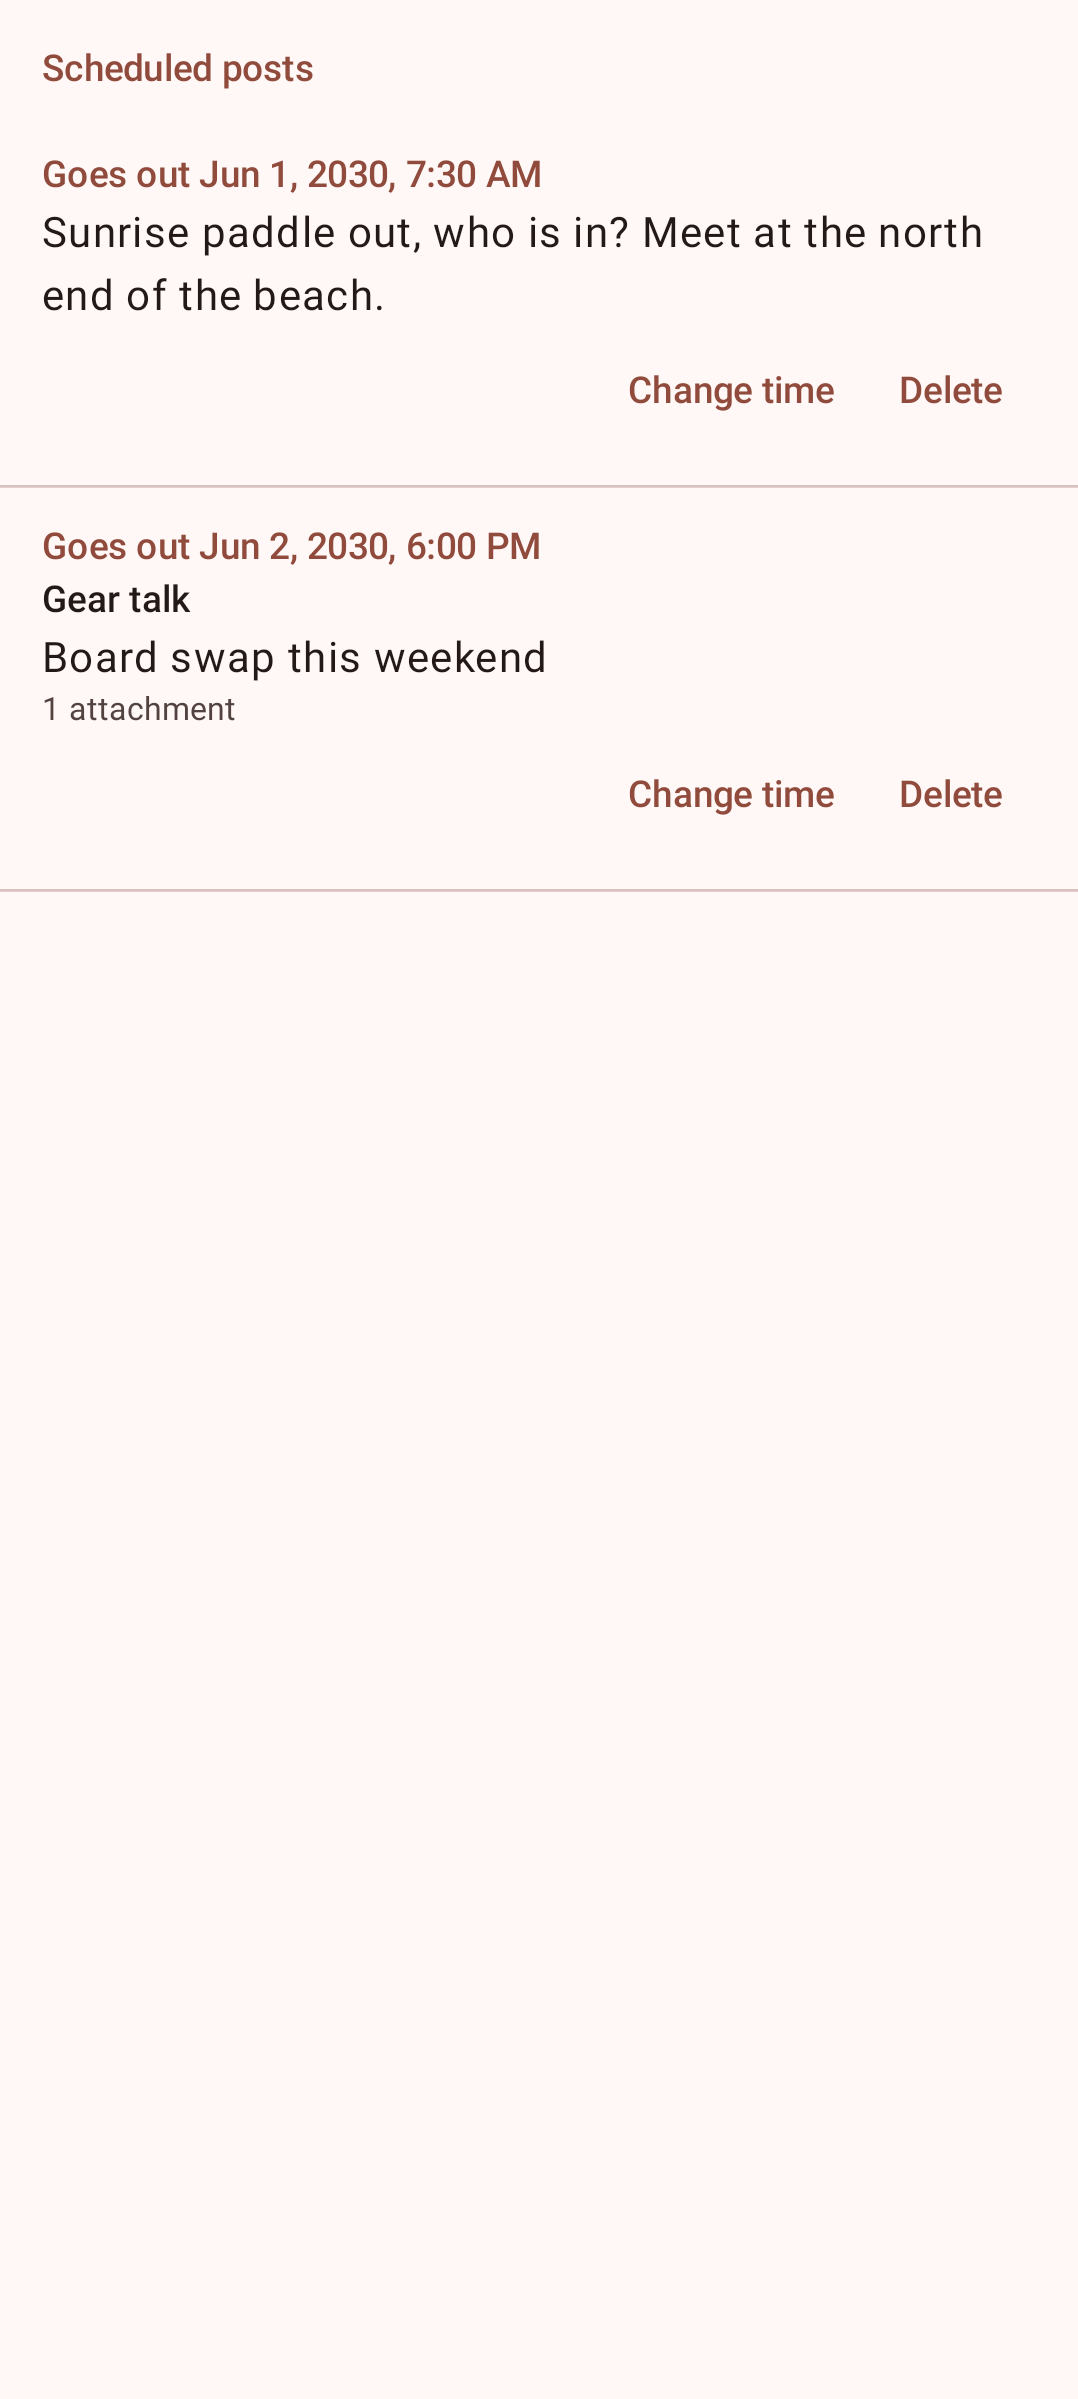 Scheduled posts
Goes out Jun 1, 2030, 7:30 AM
Sunrise paddle out, who is in? Meet at the north
end of the beach.
Change time Delete
Goes out Jun 2, 2030, 6:00 PM
Gear talk
Board swap this weekend
1 attachment
Change time Delete